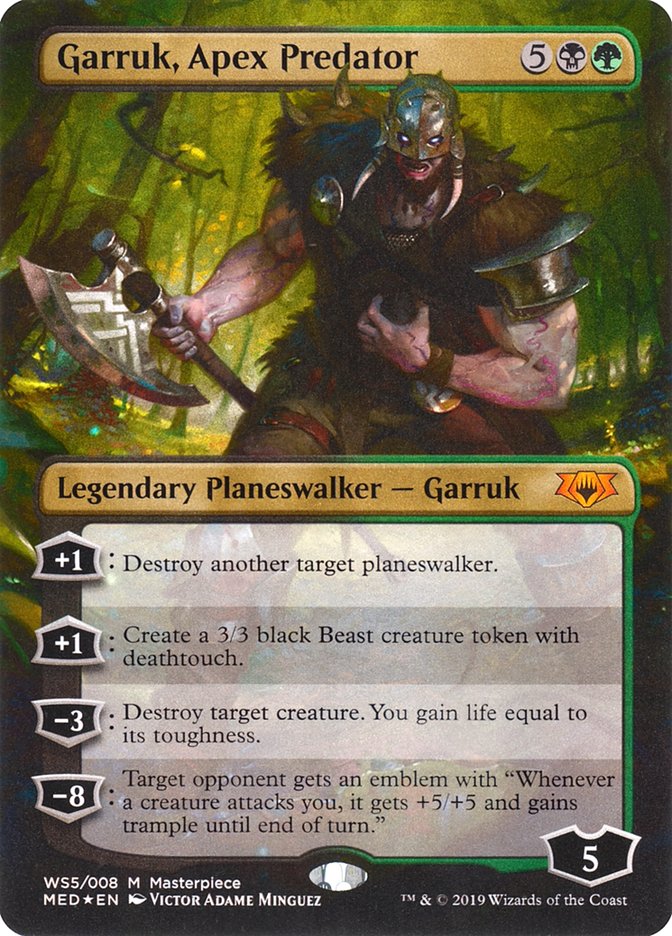 Garruk, Apex Predator 5
Legendary Planeswalker — Garruk
+1 : Destroy another target planeswalker.
+1 : Create a 3/3 black Beast creature token with
deathtouch.
−3 : Destroy target creature. You gain life equal to
its toughness.
−8 : Target opponent gets an emblem with “Whenever
a creature attacks you, it gets +5/+5 and gains
trample until end of turn.”
5
WS5/008 M Masterpiece
MED★EN Victor Adame Minguez
™ & © 2019 Wizards of the Coast